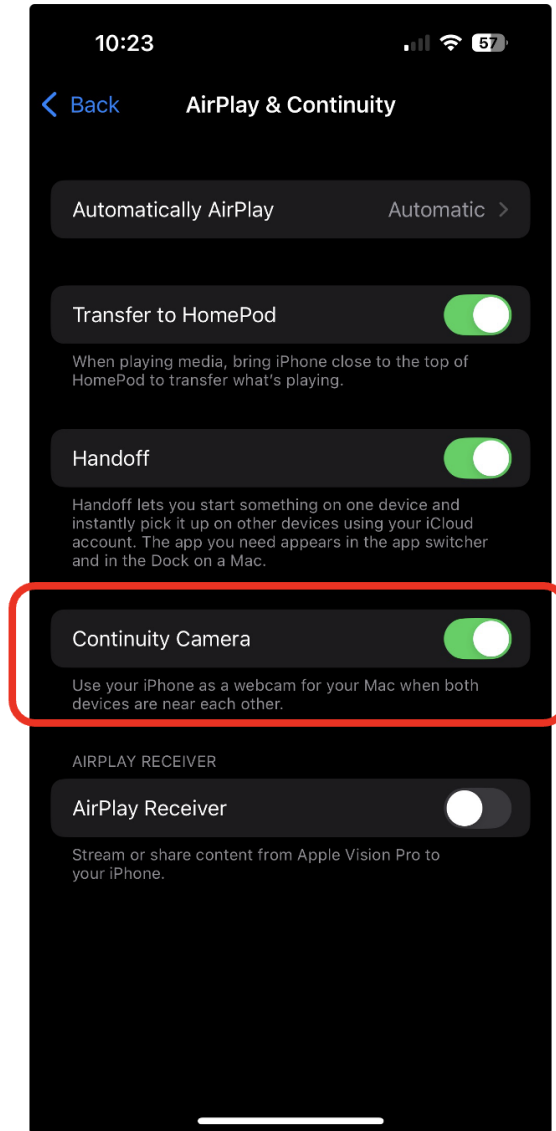 10:23
57
Back
AirPlay & Continuity
Automatically AirPlay
Automatic
Transfer to HomePod
When playing media, bring iPhone close to the top of
HomePod to transfer what's playing.
Handoff
Handoff lets you start something on one device and
instantly pick it up on other devices using your iCloud
account. The app you need appears in the app switcher
and in the Dock on a Mac.
Continuity Camera
Use your iPhone as a webcam for your Mac when both
devices are near each other.
AIRPLAY RECEIVER
AirPlay Receiver
Stream or share content from Apple Vision Pro to
your iPhone.